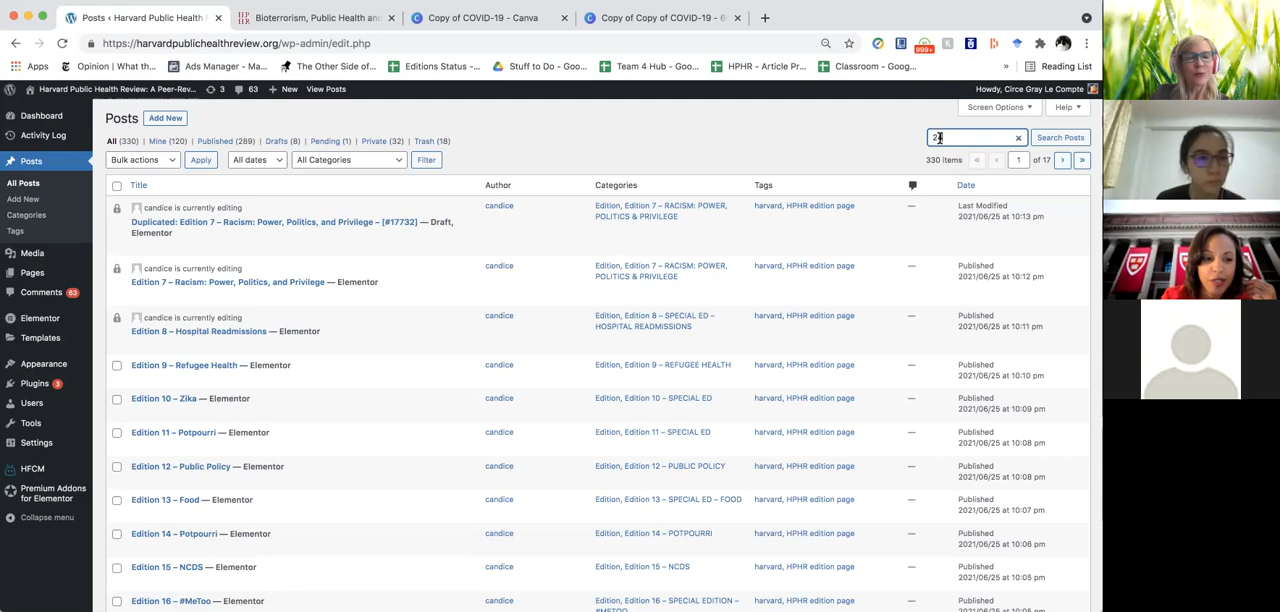 Posts ‹ Harvard Public Health
Bioterrorism, Public Health and
Copy of COVID-19 - Canva
Copy of Copy of COVID-19 - 6
https://harvardpublichealthreview.org/wp-admin/edit.php
999+
Apps
Opinion | What th...
Ads Manager - Ma...
The Other Side of...
Editions Status -...
Stuff to Do - Goo...
Team 4 Hub - Goo...
HPHR - Article Pr...
Classroom - Goog...
»
Reading List
Harvard Public Health Review: A Peer-Rev...
3
63
New
View Posts
Howdy, Circe Gray Le Compte
Dashboard
Activity Log
Posts
All Posts
Add New
Categories
Tags
Media
Pages
Comments 63
Elementor
Templates
Appearance
Plugins 3
Users
Tools
Settings
HFCM
Premium Addons
for Elementor
Collapse menu
Posts
Add New
Screen Options
Help
All (330) | Mine (120) | Published (289) | Drafts (8) | Pending (1) | Private (32) | Trash (18)
Search Posts
Bulk actions
Apply
All dates
All Categories
Filter
330 items « ‹ 1 of 17 › »
Title Author Categories Tags Date
candice is currently editing
Duplicated: Edition 7 – Racism: Power, Politics, and Privilege – [#17732] — Draft,
Elementor
candice
Edition, Edition 7 – RACISM: POWER,
POLITICS & PRIVILEGE
harvard, HPHR edition page
—
Last Modified
2021/06/25 at 10:13 pm
candice is currently editing
Edition 7 – Racism: Power, Politics, and Privilege — Elementor
candice
Edition, Edition 7 – RACISM: POWER,
POLITICS & PRIVILEGE
harvard, HPHR edition page
—
Published
2021/06/25 at 10:12 pm
candice is currently editing
Edition 8 – Hospital Readmissions — Elementor
candice
Edition, Edition 8 – SPECIAL ED –
HOSPITAL READMISSIONS
harvard, HPHR edition page
—
Published
2021/06/25 at 10:11 pm
Edition 9 – Refugee Health — Elementor
candice
Edition, Edition 9 – REFUGEE HEALTH
harvard, HPHR edition page
—
Published
2021/06/25 at 10:10 pm
Edition 10 – Zika — Elementor
candice
Edition, Edition 10 – SPECIAL ED
harvard, HPHR edition page
—
Published
2021/06/25 at 10:09 pm
Edition 11 – Potpourri — Elementor
candice
Edition, Edition 11 – SPECIAL ED
harvard, HPHR edition page
—
Published
2021/06/25 at 10:08 pm
Edition 12 – Public Policy — Elementor
candice
Edition, Edition 12 – PUBLIC POLICY
harvard, HPHR edition page
—
Published
2021/06/25 at 10:08 pm
Edition 13 – Food — Elementor
candice
Edition, Edition 13 – SPECIAL ED – FOOD
harvard, HPHR edition page
—
Published
2021/06/25 at 10:07 pm
Edition 14 – Potpourri — Elementor
candice
Edition, Edition 14 – POTPOURRI
harvard, HPHR edition page
—
Published
2021/06/25 at 10:06 pm
Edition 15 – NCDS — Elementor
candice
Edition, Edition 15 – NCDS
harvard, HPHR edition page
—
Published
2021/06/25 at 10:05 pm
Edition 16 – #MeToo — Elementor
candice
Edition, Edition 16 – SPECIAL EDITION –
#METOO
harvard, HPHR edition page
—
Published
2021/06/25 at 10:05 pm